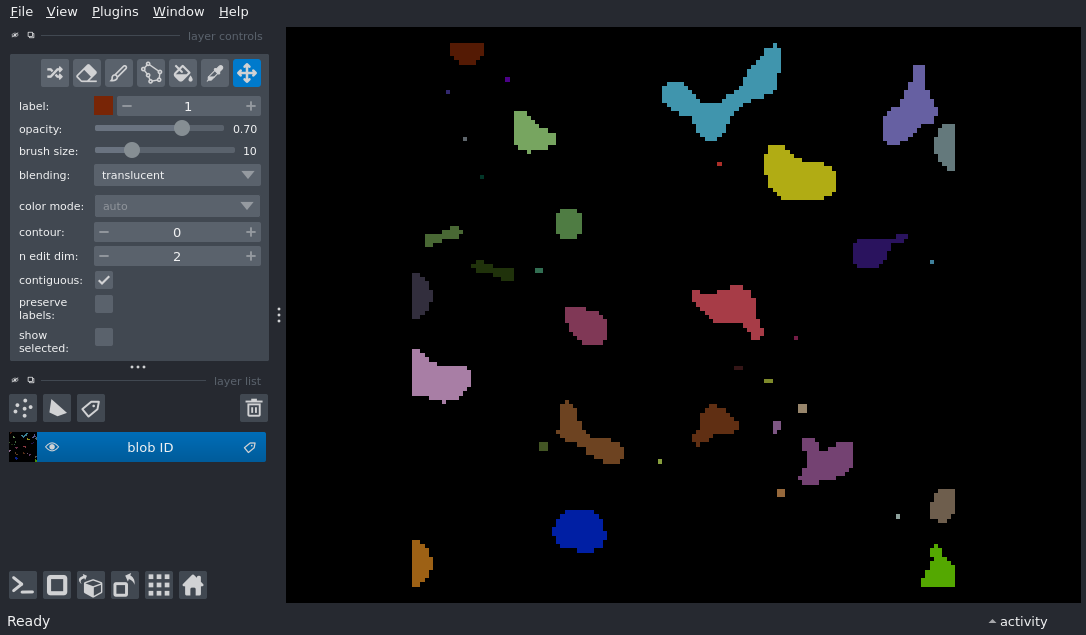 File View Plugins Window Help
layer controls
label: 1
opacity: 0.70
brush size: 10
blending: translucent
color mode: auto
contour: 0
n edit dim: 2
contiguous:
preserve
labels:
show
selected:
layer list
blob ID
Ready activity